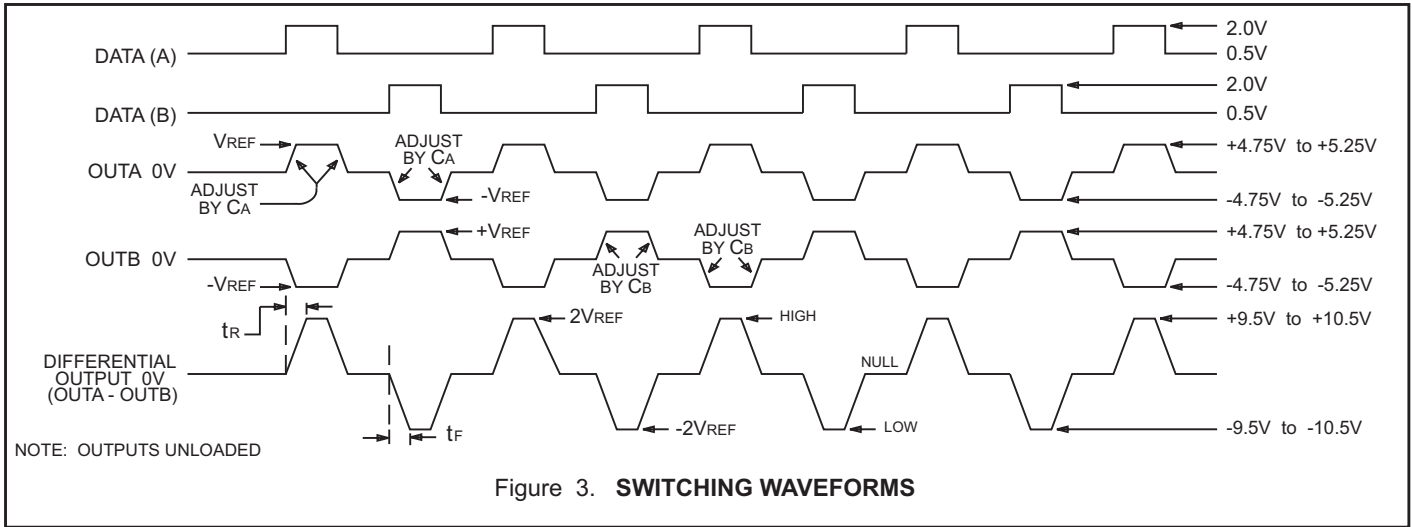 DATA (A)
2.0V
0.5V
DATA (B)
2.0V
0.5V
VREF
ADJUST
BY CA
+4.75V to +5.25V
OUTA 0V
ADJUST
BY CA
-VREF
-4.75V to -5.25V
+VREF
ADJUST
BY CB
+4.75V to +5.25V
OUTB 0V
ADJUST
BY CB
-VREF
-4.75V to -5.25V
tR
2VREF
HIGH
+9.5V to +10.5V
DIFFERENTIAL
OUTPUT 0V
(OUTA - OUTB)
NULL
tF
-2VREF
LOW
-9.5V to -10.5V
NOTE: OUTPUTS UNLOADED
Figure 3. SWITCHING WAVEFORMS